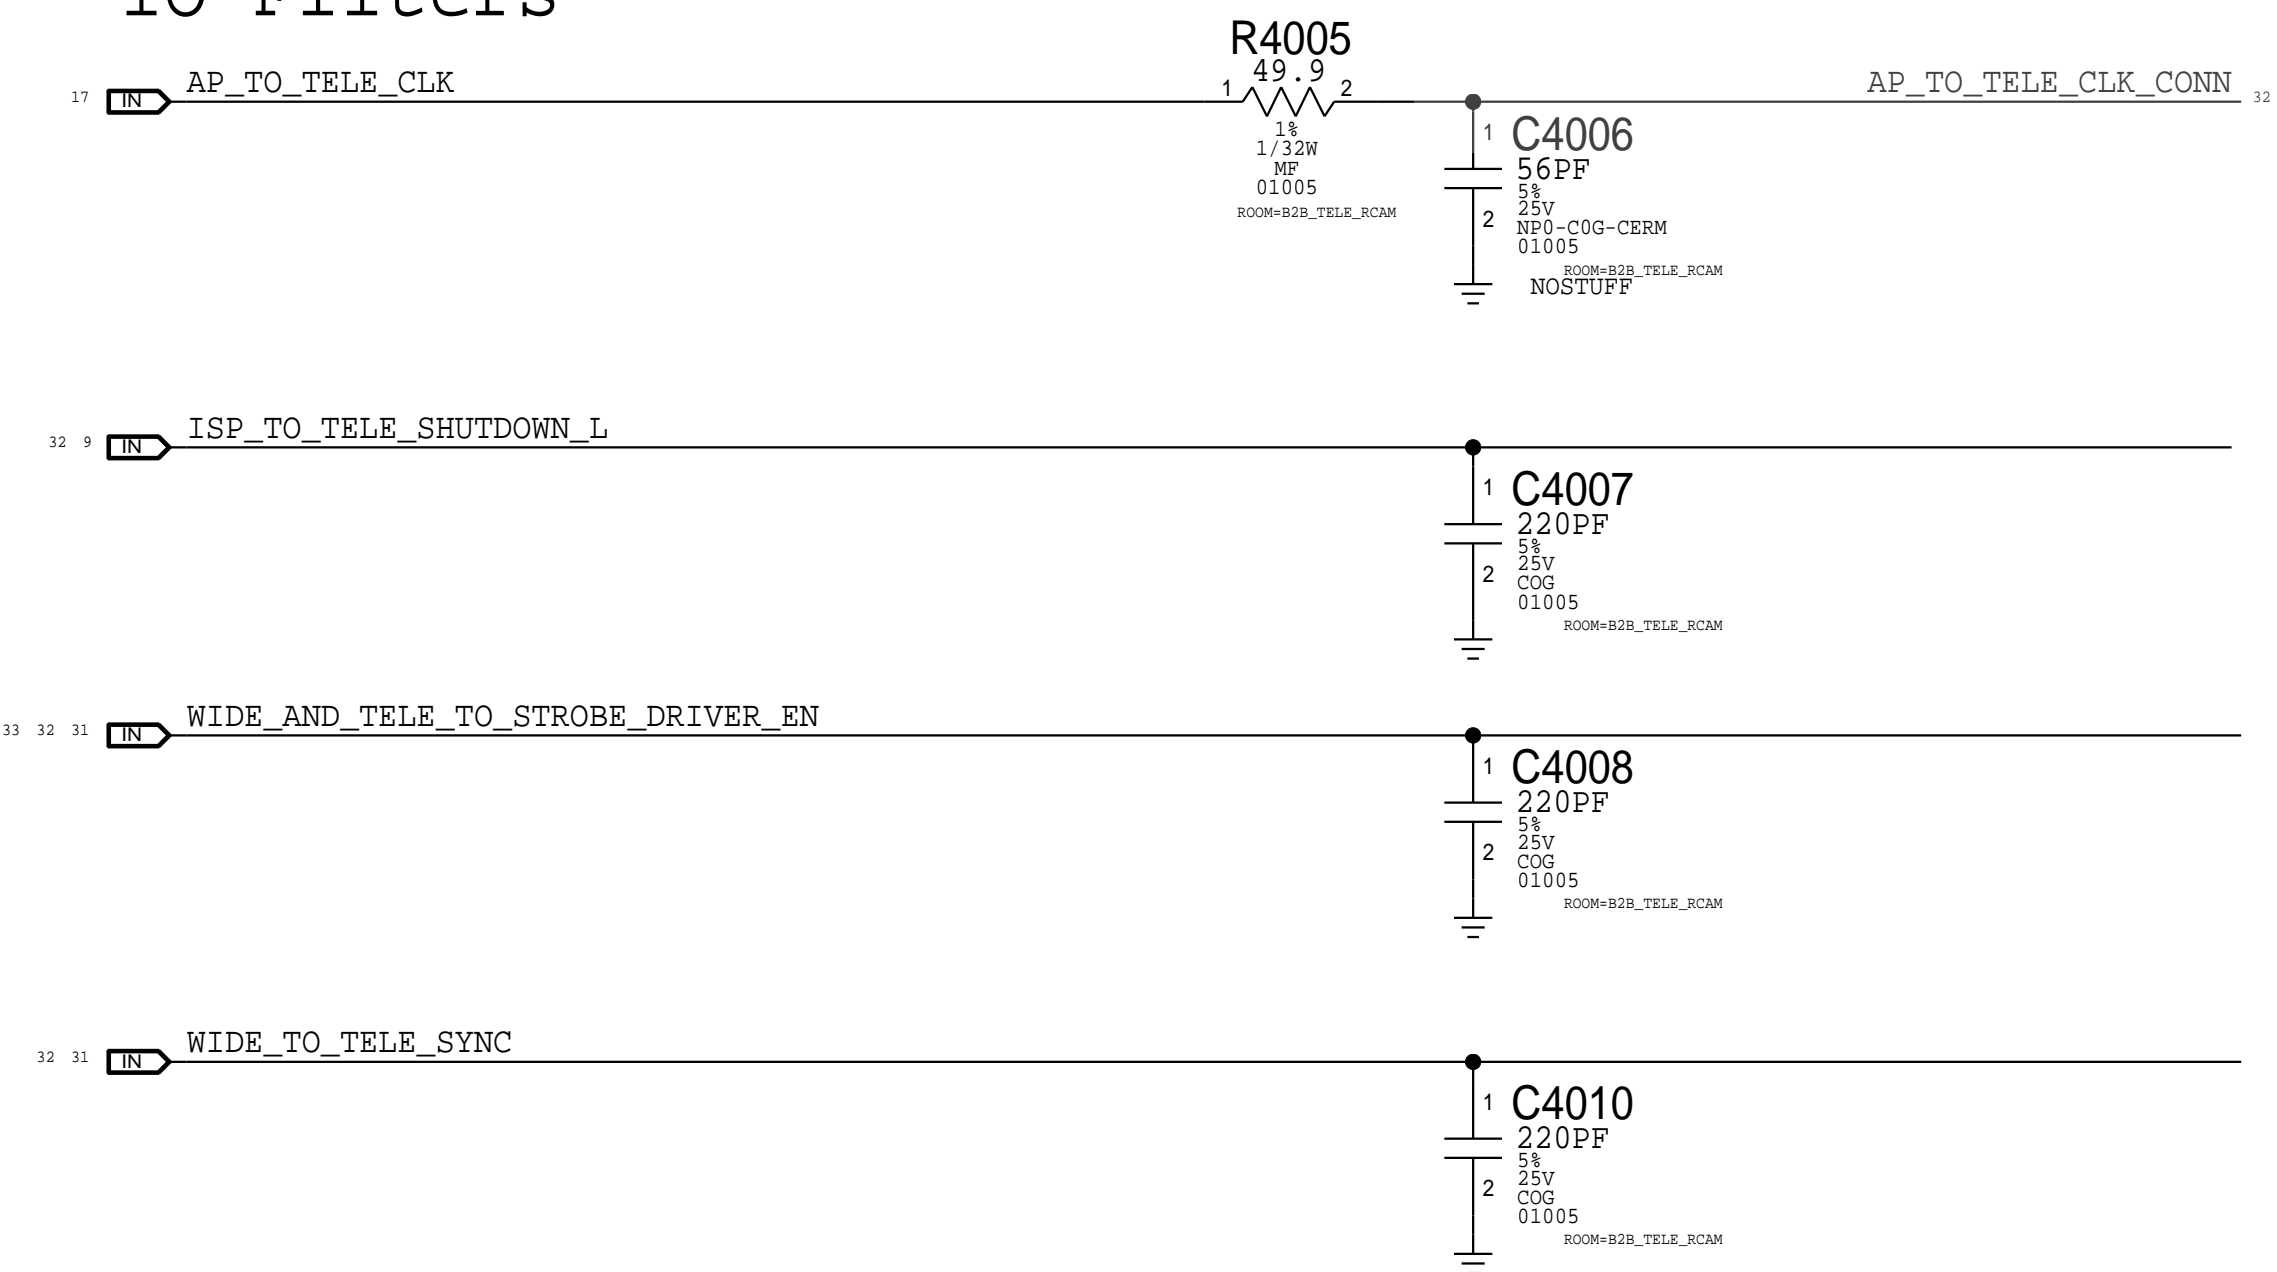 IO Filters
R4005
49.9
1 2
1%
1/32W
MF
01005
ROOM=B2B_TELE_RCAM
17 IN AP_TO_TELE_CLK
AP_TO_TELE_CLK_CONN 32
1 C4006
56PF
5%
25V
2 NP0-C0G-CERM
01005
ROOM=B2B_TELE_RCAM
NOSTUFF
32 9 IN ISP_TO_TELE_SHUTDOWN_L
1 C4007
220PF
5%
25V
2 COG
01005
ROOM=B2B_TELE_RCAM
33 32 31 IN WIDE_AND_TELE_TO_STROBE_DRIVER_EN
1 C4008
220PF
5%
25V
2 COG
01005
ROOM=B2B_TELE_RCAM
32 31 IN WIDE_TO_TELE_SYNC
1 C4010
220PF
5%
25V
2 COG
01005
ROOM=B2B_TELE_RCAM